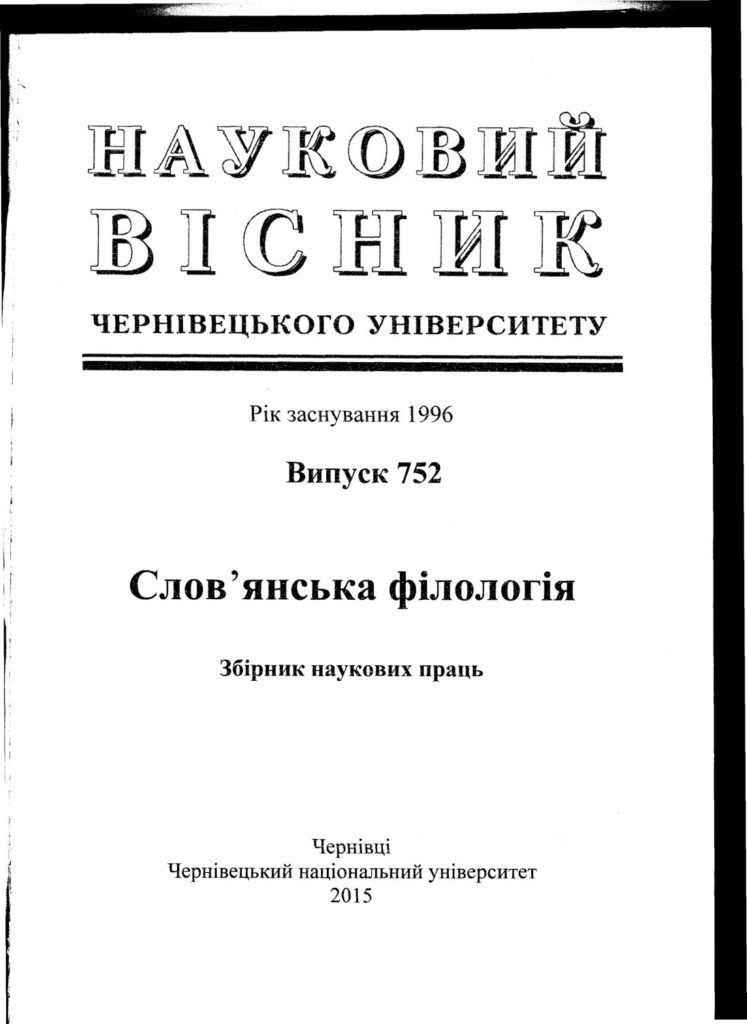 НАУКОВИЙ
ВІСНИК
ЧЕРНІВЕЦЬКОГО УНІВЕРСИТЕТУ
Рік заснування 1996
Випуск 752
Слов’янська філологія
Збірник наукових праць
Чернівці
Чернівецький національний університет
2015